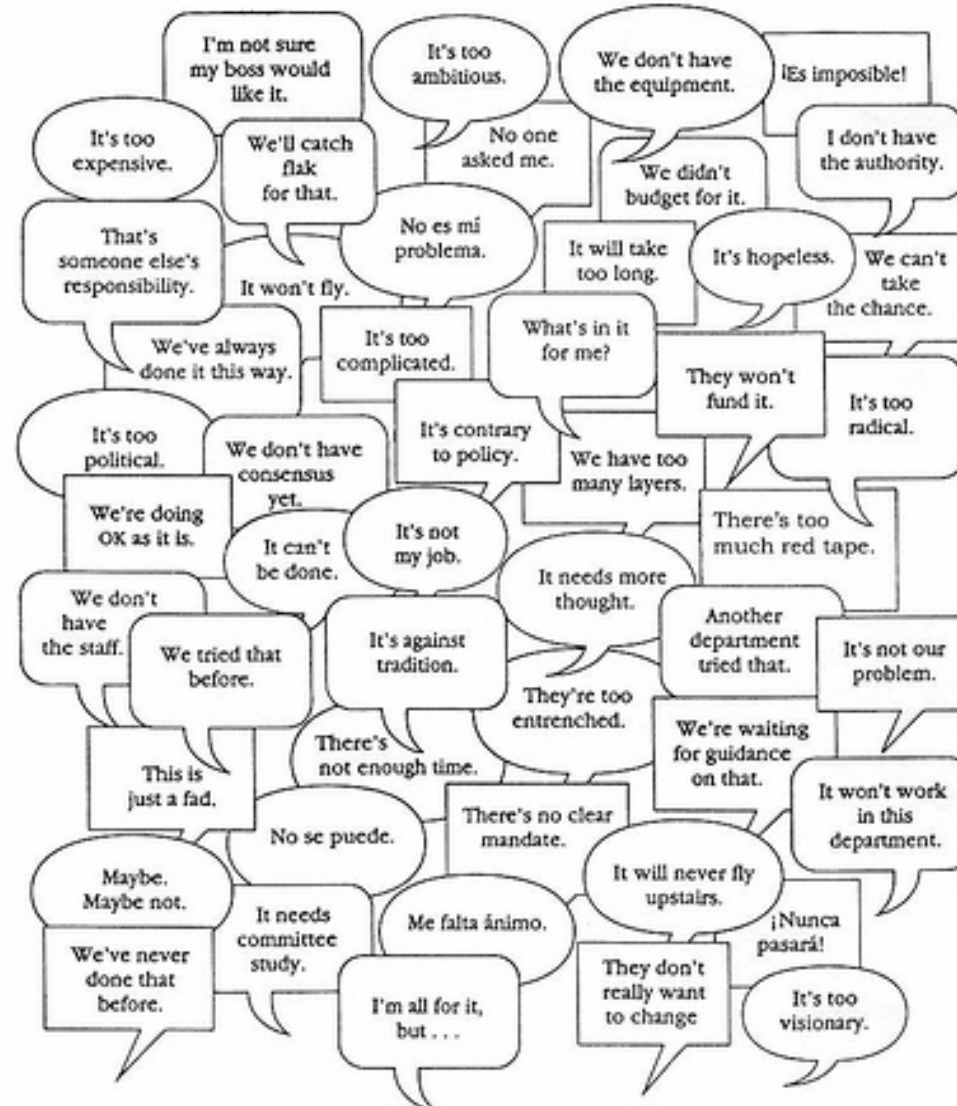 I'm not sure
my boss would
like it.
It's too
ambitious.
We don't have
the equipment.
¡Es imposible!
It's too
expensive.
We'll catch
flak
for that.
No one
asked me.
I don't have
the authority.
We didn't
budget for it.
That's
someone else's
responsibility.
It won't fly.
No es mi
problema.
It will take
too long.
It's hopeless.
We can't
take
the chance.
We've always
done it this way.
It's too
complicated.
What's in it
for me?
They won't
fund it.
It's too
radical.
It's too
political.
We don't have
consensus
yet.
It's contrary
to policy.
We have too
many layers.
We're doing
OK as it is.
It can't
be done.
It's not
my job.
There's too
much red tape.
It needs more
thought.
We don't
have
the staff.
We tried that
before.
It's against
tradition.
Another
department
tried that.
It's not our
problem.
They're too
entrenched.
There's
not enough time.
We're waiting
for guidance
on that.
This is
just a fad.
It won't work
in this
department.
No se puede.
There's no clear
mandate.
Maybe.
Maybe not.
It will never fly
upstairs.
It needs
committee
study.
Me falta ánimo.
¡Nunca
pasará!
We've never
done that
before.
I'm all for it,
but . . .
They don't
really want
to change
It's too
visionary.